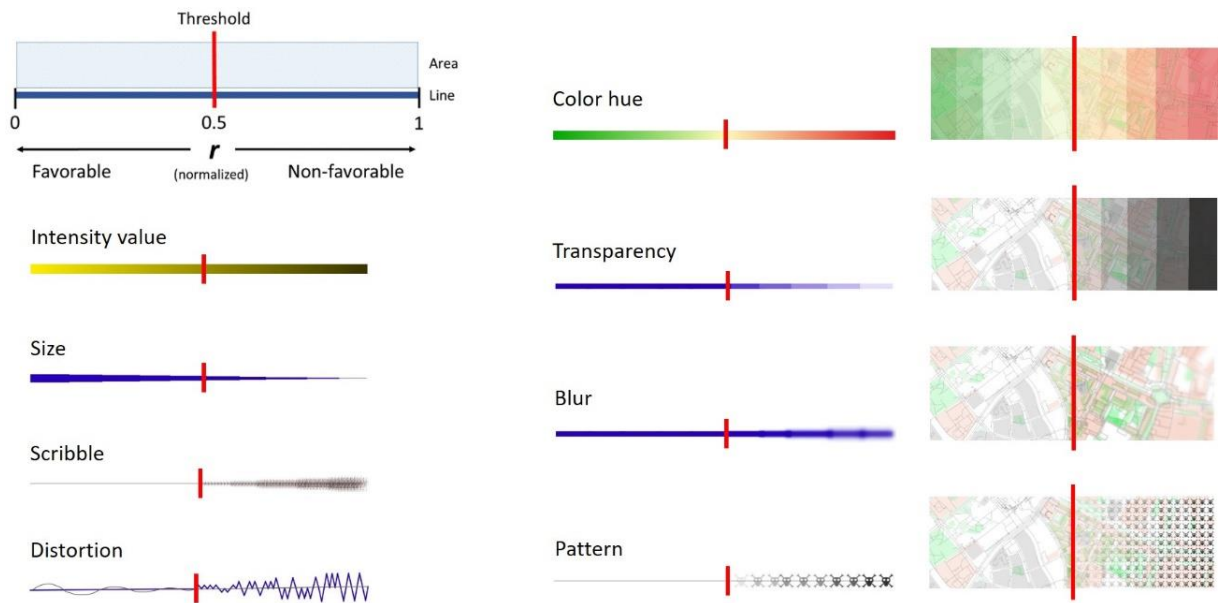 Threshold
Area
Line
0
0.5
1
r
Favorable
(normalized)
Non-favorable
Intensity value
Size
Scribble
Distortion
Color hue
Transparency
Blur
Pattern